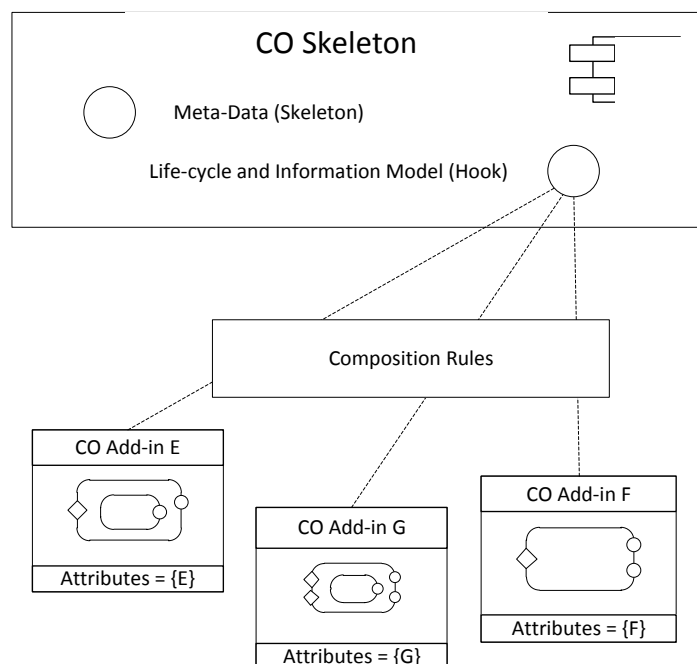 CO Skeleton
Meta-Data (Skeleton)
Life-cycle and Information Model (Hook)
Composition Rules
CO Add-in E
Attributes = {E}
CO Add-in G
Attributes = {G}
CO Add-in F
Attributes = {F}